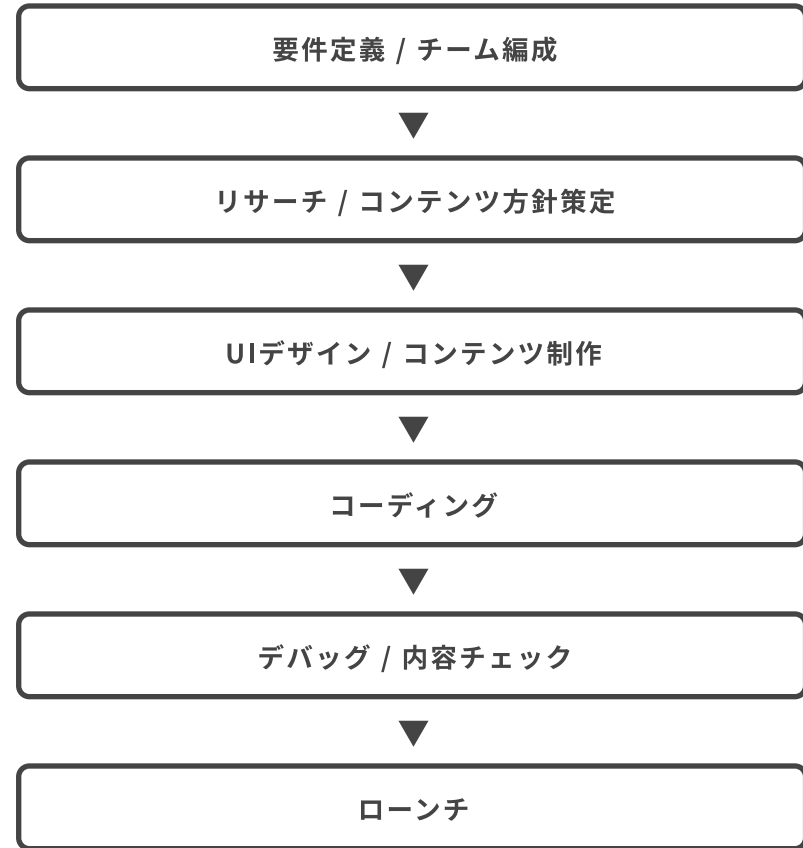 要件定義 / チーム編成
リサーチ / コンテンツ方針策定
UIデザイン / コンテンツ制作
コーディング
デバッグ / 内容チェック
ローンチ